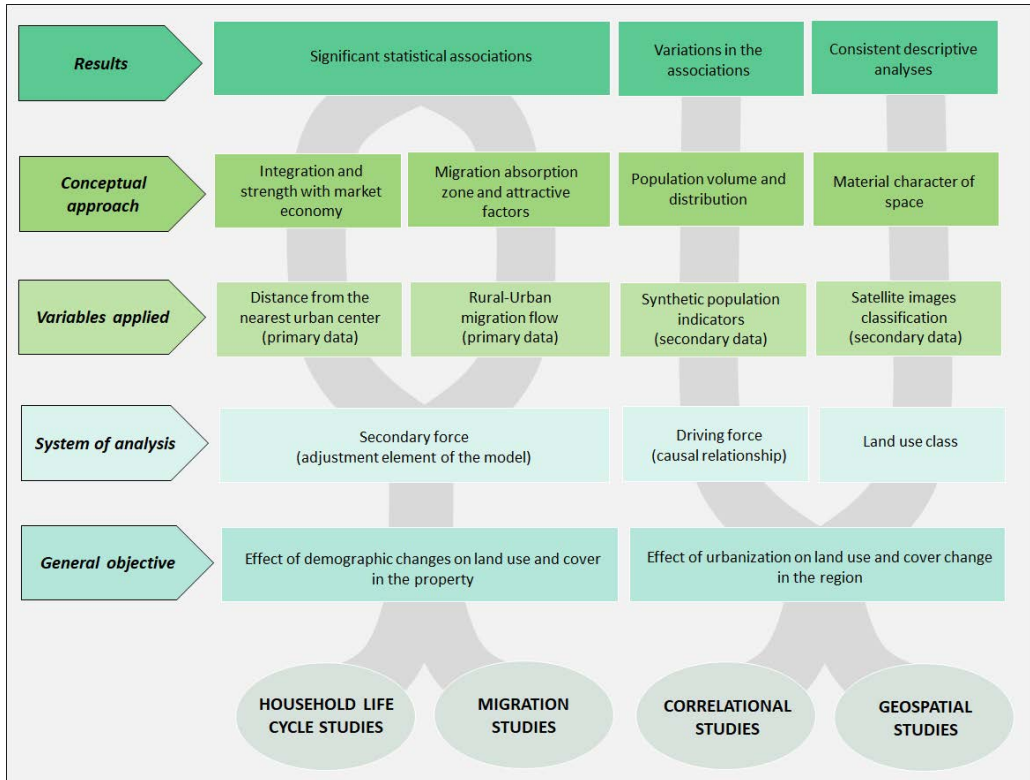 Results
Significant statistical associations
Variations in the
associations
Consistent descriptive
analyses
Conceptual
approach
Integration and
strength with market
economy
Migration absorption
zone and attractive
factors
Population volume and
distribution
Material character of
space
Variables applied
Distance from the
nearest urban center
(primary data)
Rural-Urban
migration flow
(primary data)
Synthetic population
indicators
(secondary data)
Satellite images
classification
(secondary data)
System of analysis
Secondary force
(adjustment element of the model)
Driving force
(causal relationship)
Land use class
General objective
Effect of demographic changes on land use and cover
in the property
Effect of urbanization on land use and cover change
in the region
HOUSEHOLD LIFE
CYCLE STUDIES
MIGRATION
STUDIES
CORRELATIONAL
STUDIES
GEOSPATIAL
STUDIES